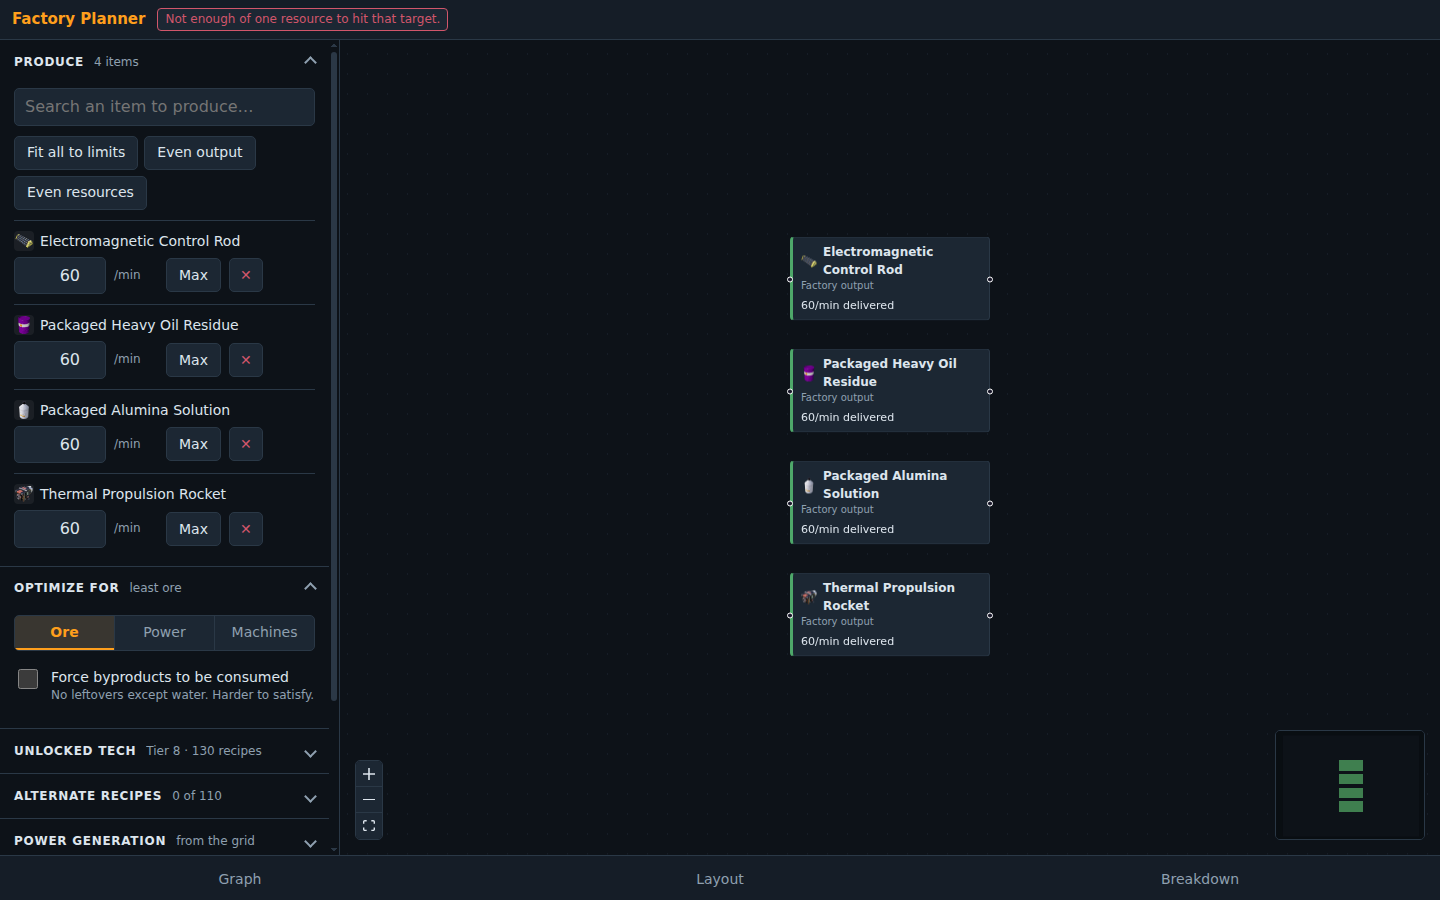 Factory Planner
Not enough of one resource to hit that target.
PRODUCE 4 items
Search an item to produce...
Fit all to limits
Even output
Even resources
Electromagnetic Control Rod
60 /min Max ×
Packaged Heavy Oil Residue
60 /min Max ×
Packaged Alumina Solution
60 /min Max ×
Thermal Propulsion Rocket
60 /min Max ×
OPTIMIZE FOR least ore
Ore Power Machines
Force byproducts to be consumed
No leftovers except water. Harder to satisfy.
UNLOCKED TECH Tier 8 · 130 recipes
ALTERNATE RECIPES 0 of 110
POWER GENERATION from the grid
Electromagnetic
Control Rod
Factory output
60/min delivered
Packaged Heavy Oil
Residue
Factory output
60/min delivered
Packaged Alumina
Solution
Factory output
60/min delivered
Thermal Propulsion
Rocket
Factory output
60/min delivered
Graph
Layout
Breakdown